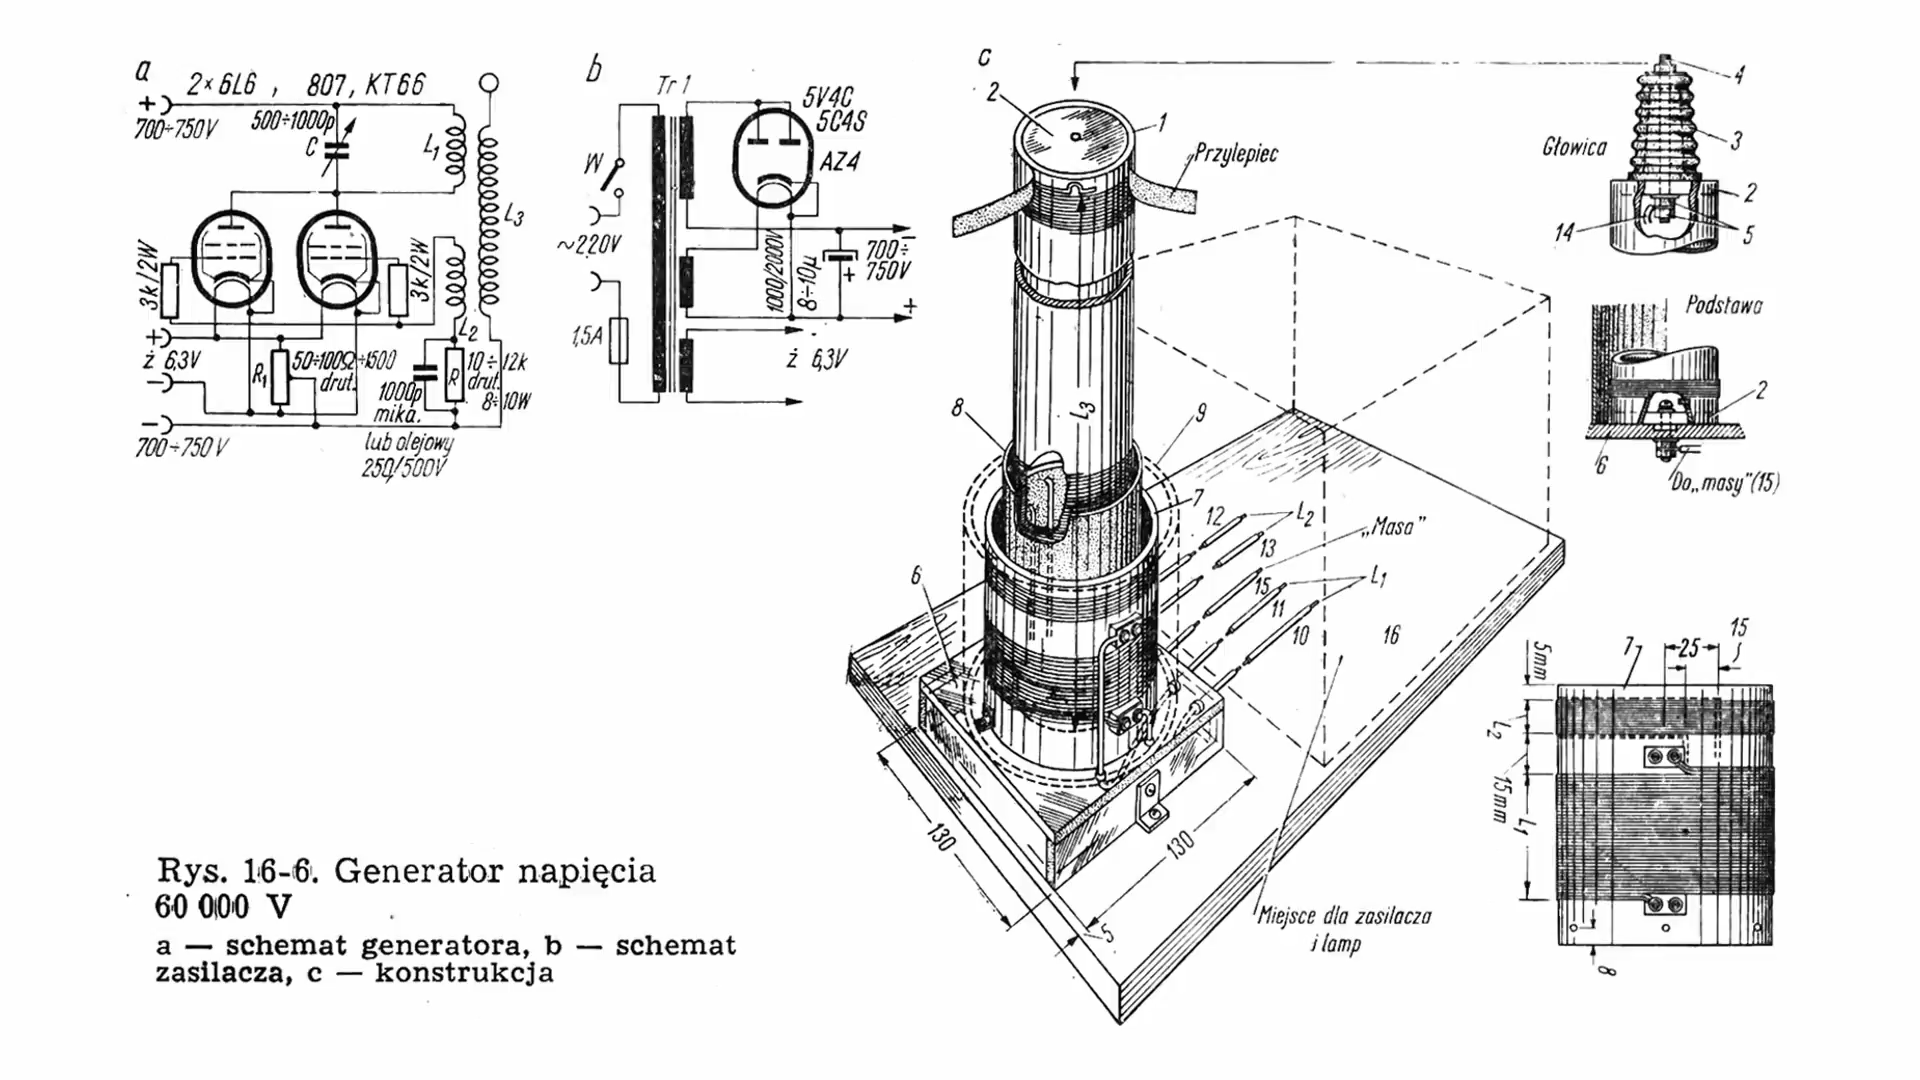 a
2× 6L6 , 807, KT66
+
700÷750V
500÷1000p
C
L1
L3
3k/2W
3k/2W
L2
+
ż 6,3V
−
R1
50÷100Ω
drut.
1000p
mika.
lub olejowy
250/500V
R
10÷12k
drut.
8÷10W
−
700÷750V
b
Tr 1
5V4C
5C4S
AZ4
W
~220V
1,5A
1000/2000V
8÷10µ
+
−
700÷
750V
+
-
ż 6,3V
c
2
1
Przylepiec
L3
8
9
7
12
L2
13
„Masa"
15
L1
11
10
16
6
130
130
5
Miejsce dla zasilacza
i lamp
4
Głowica
3
2
14
5
Podstawa
2
6
Do „masy" (15)
7
25
15
5mm
L2
15mm
L1
8
Rys. 16-6. Generator napięcia
60 000 V
a — schemat generatora, b — schemat
zasilacza, c — konstrukcja